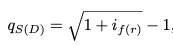 $q_{S(D)} = \sqrt{1 + i_{f(r)}} - 1,$